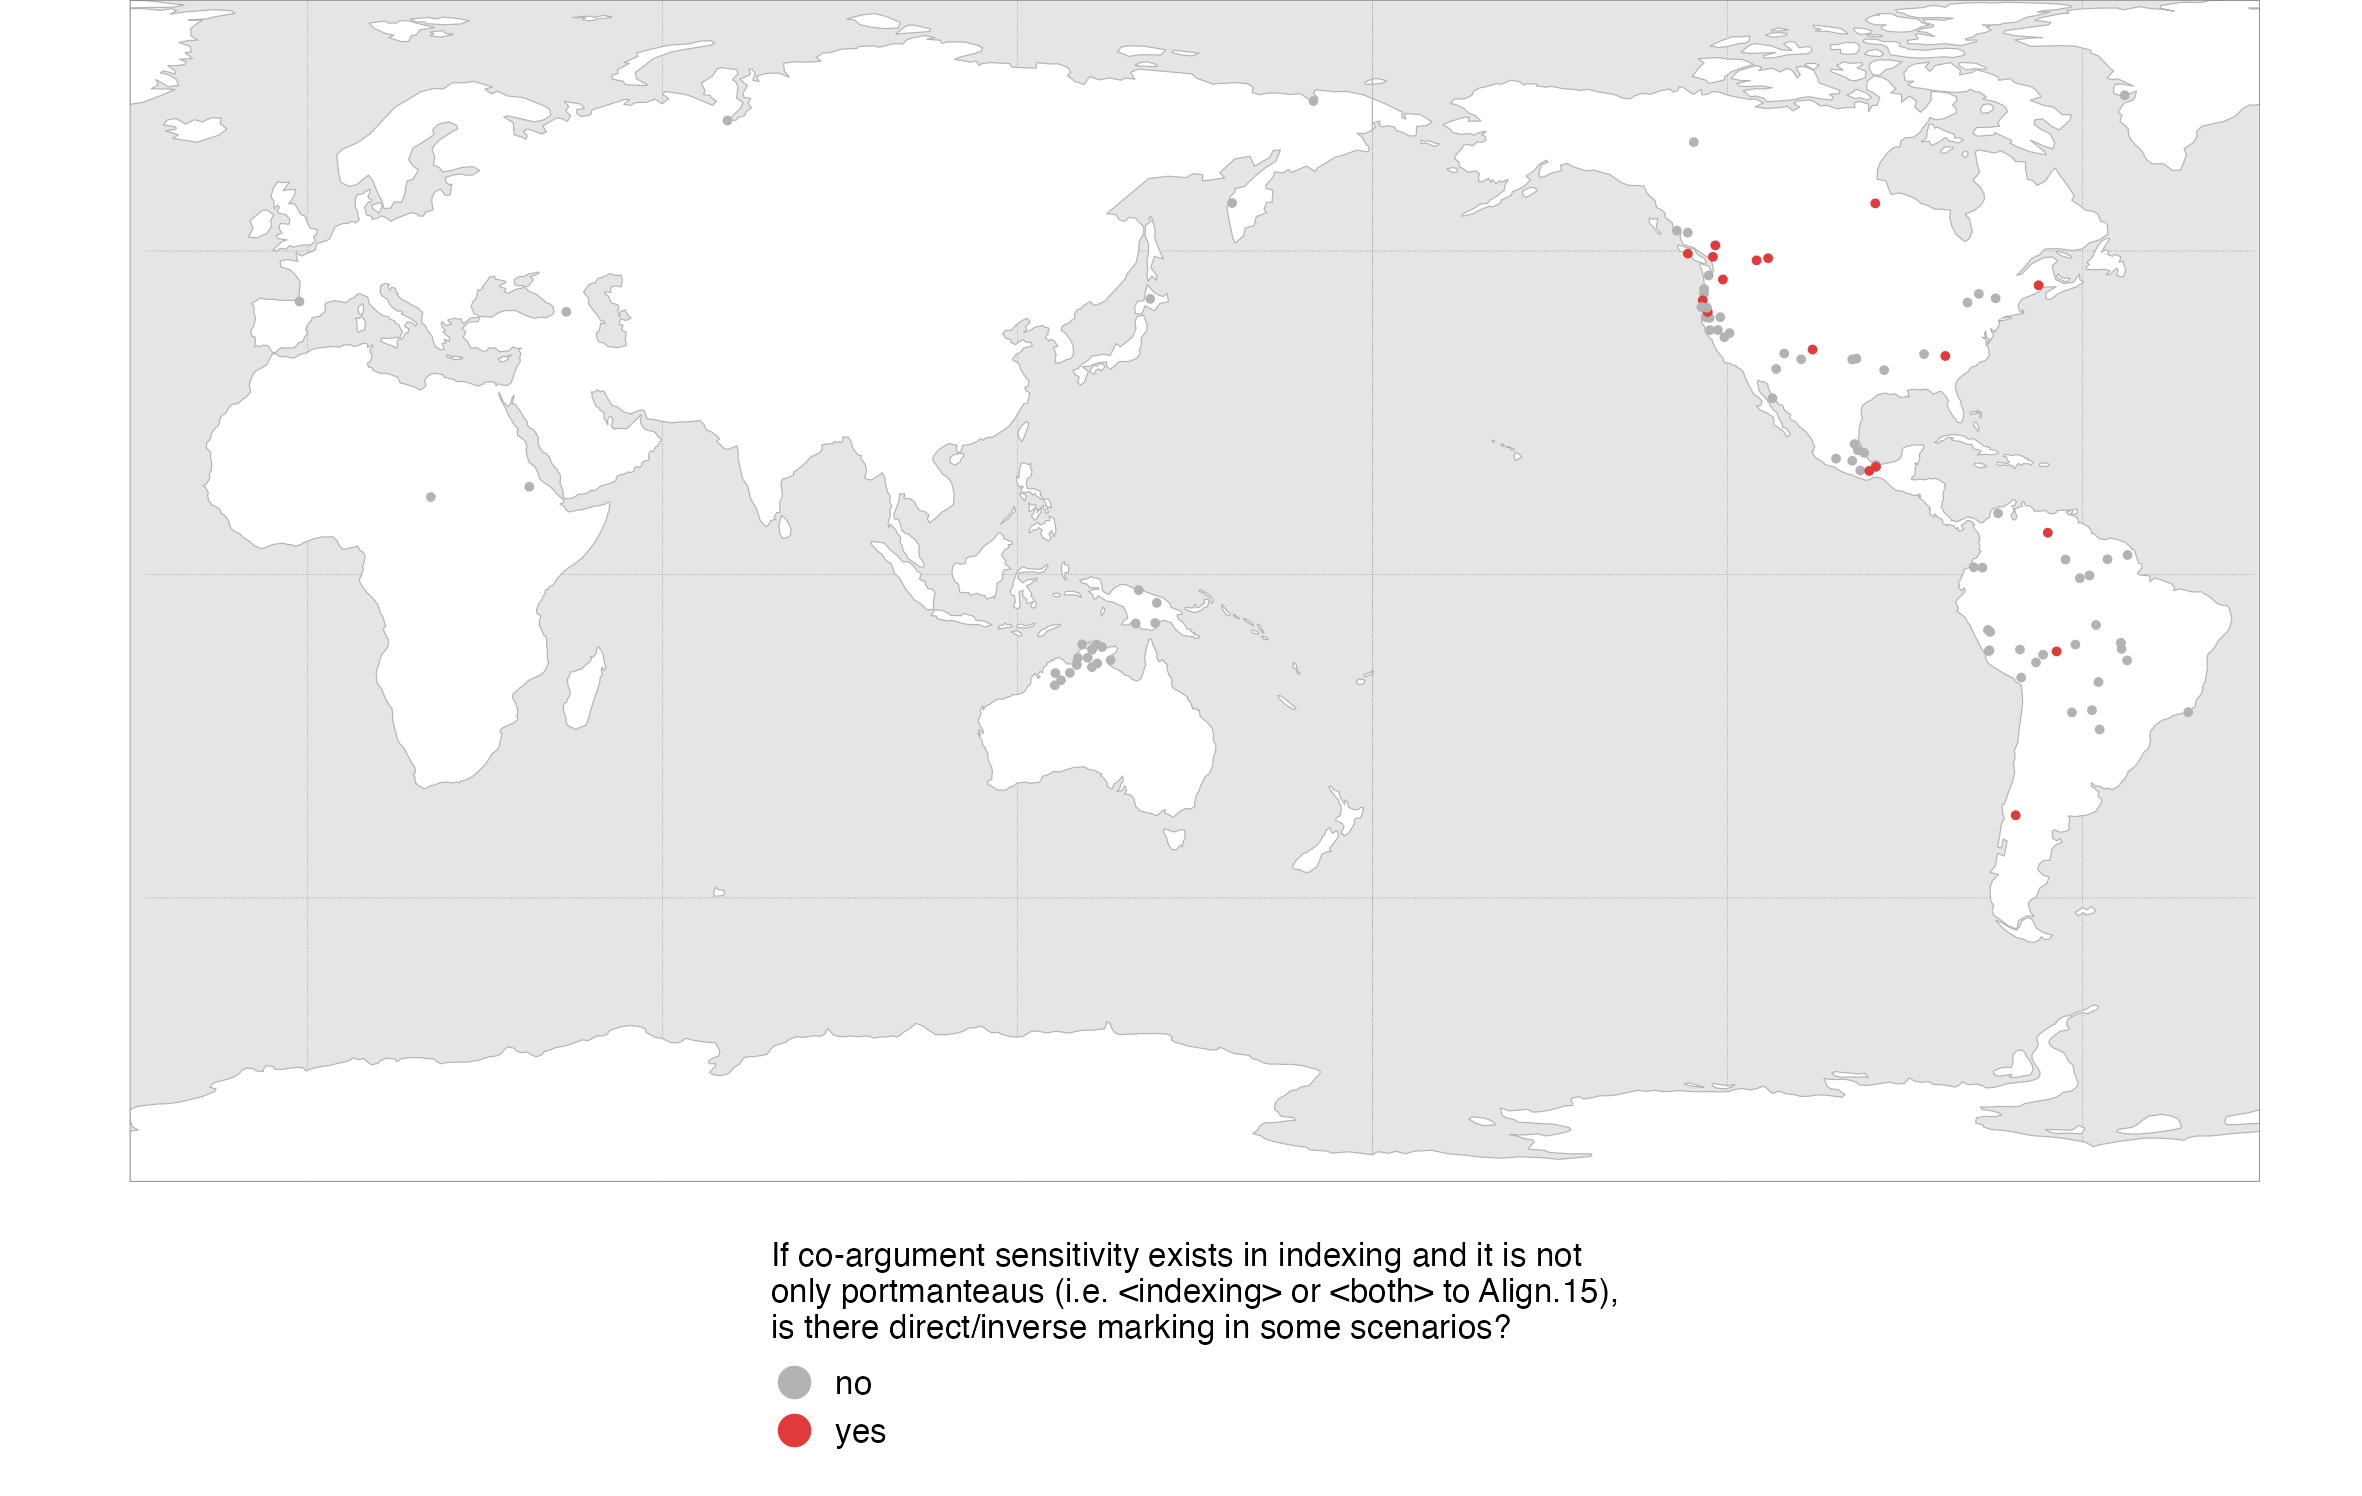 If co-argument sensitivity exists in indexing and it is not
only portmanteaus (i.e. <indexing> or <both> to Align.15),
is there direct/inverse marking in some scenarios?
no
yes